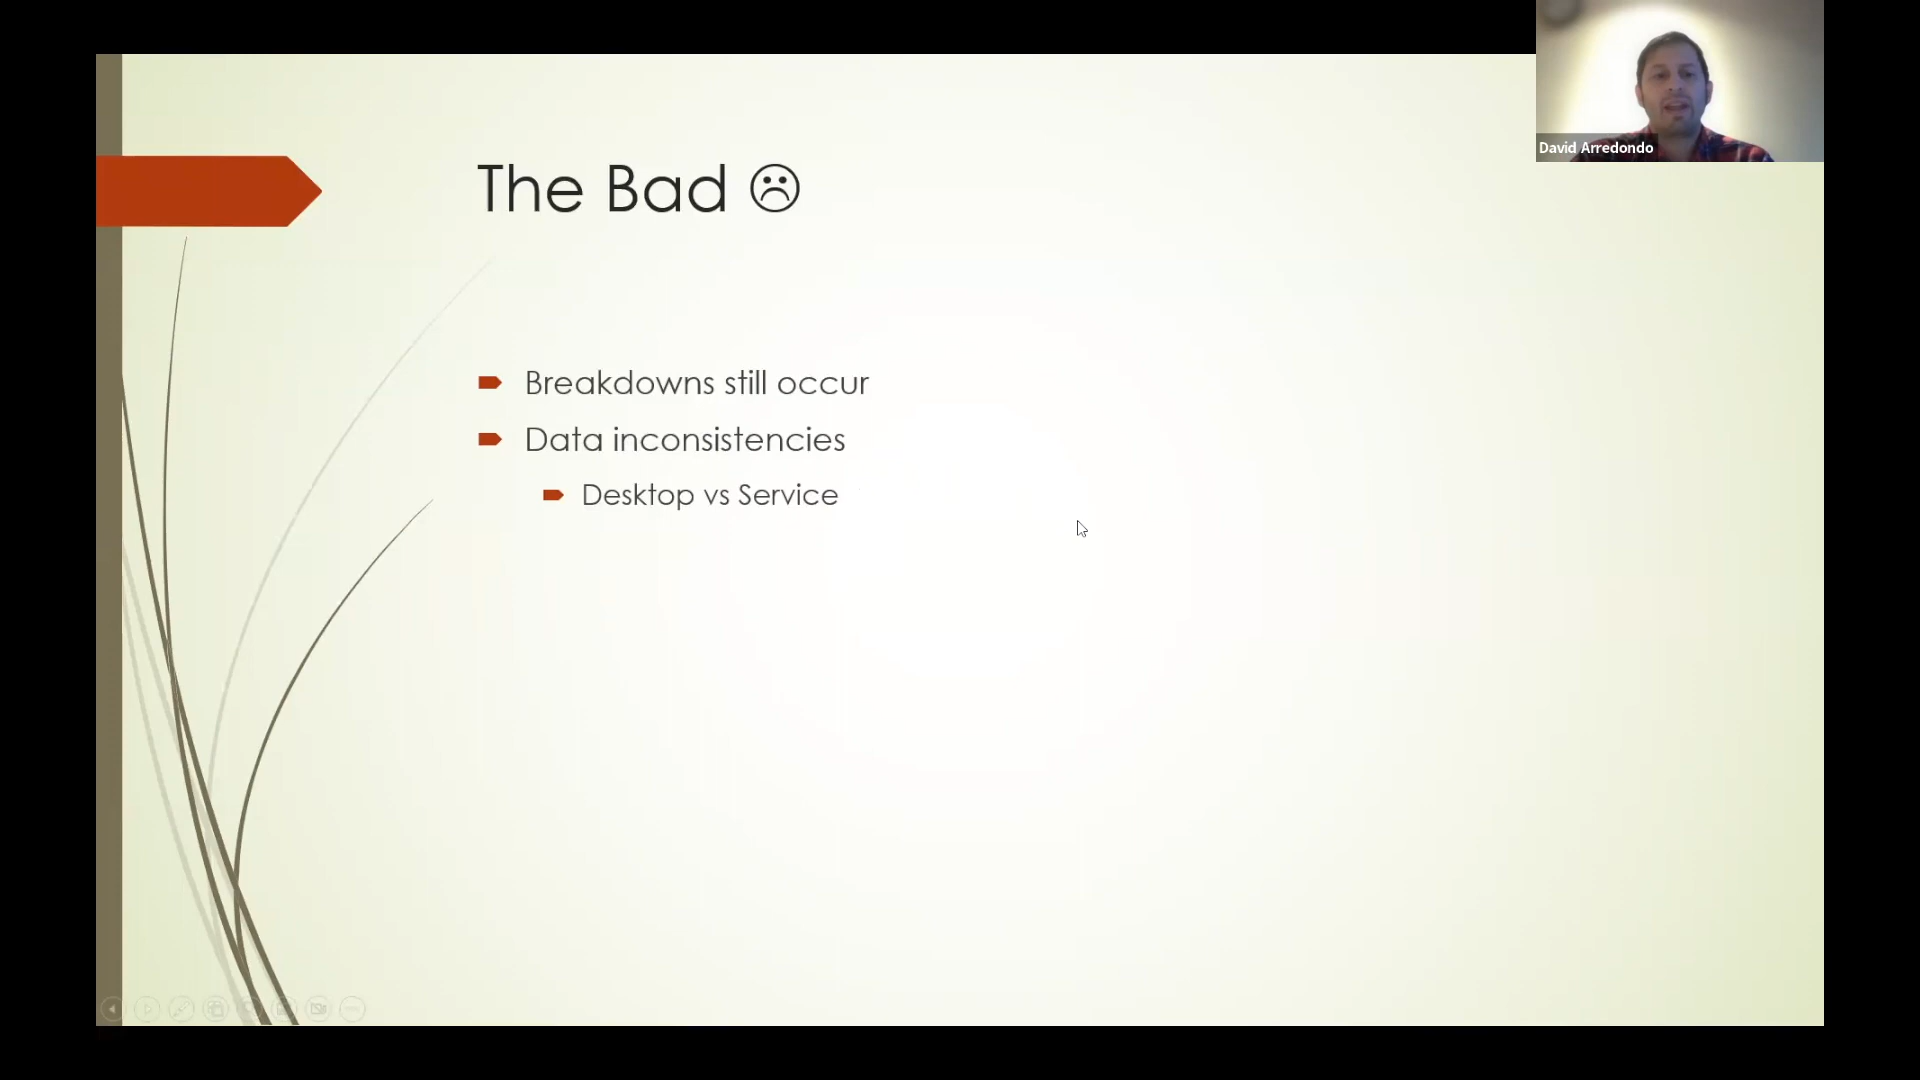 David Arredondo
The Bad ☹
Breakdowns still occur
Data inconsistencies
Desktop vs Service